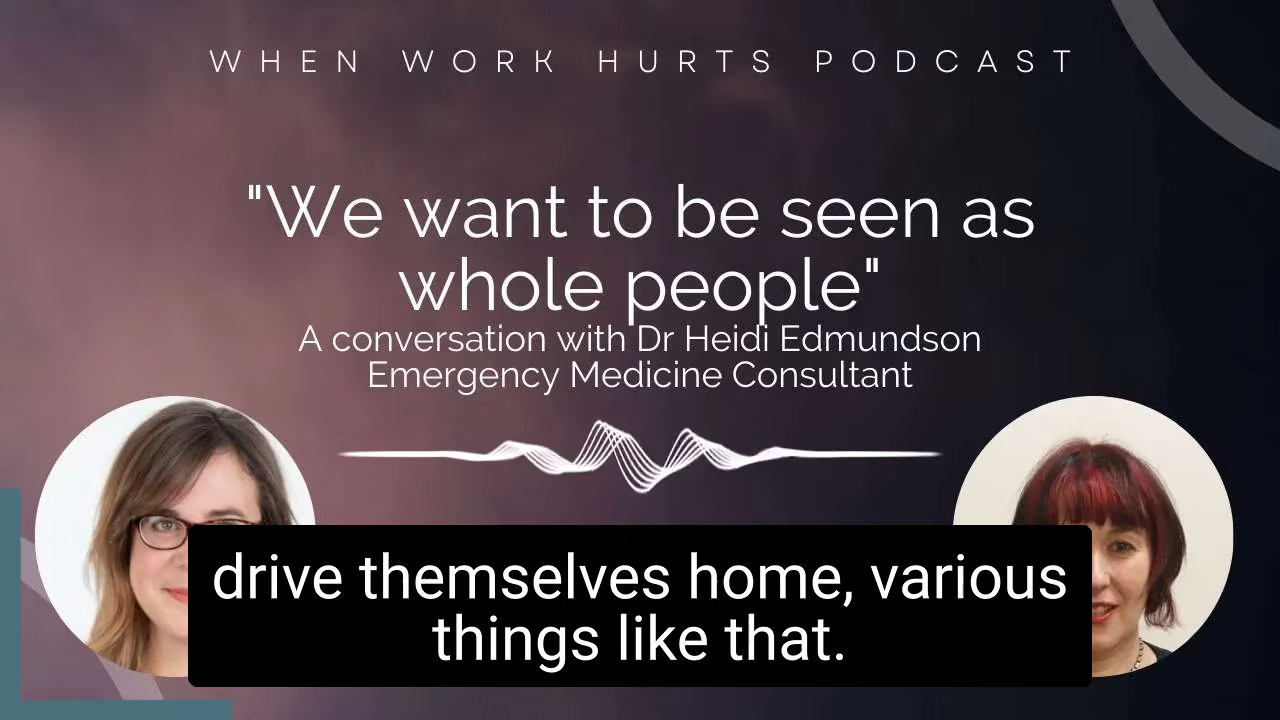 WHEN WORK HURTS PODCAST
"We want to be seen as
whole people"
A conversation with Dr Heidi Edmundson
Emergency Medicine Consultant
drive themselves home, various
things like that.